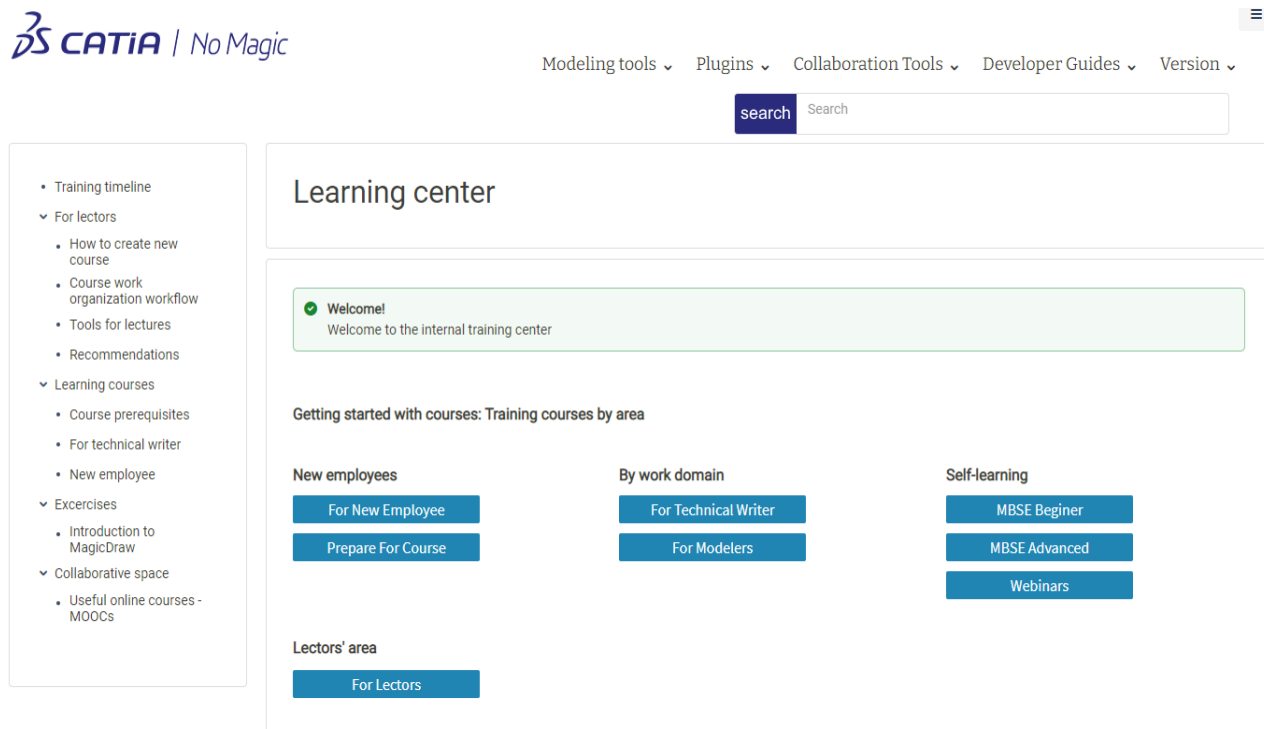 CATIA | No Magic
Modeling tools Plugins Collaboration Tools Developer Guides Version
search Search
Training timeline
For lectors
How to create new
course
Course work
organization workflow
Tools for lectures
Recommendations
Learning courses
Course prerequisites
For technical writer
New employee
Excercises
Introduction to
MagicDraw
Collaborative space
Useful online courses -
MOOCs
Learning center
Welcome!
Welcome to the internal training center
Getting started with courses: Training courses by area
New employees
For New Employee
Prepare For Course
By work domain
For Technical Writer
For Modelers
Self-learning
MBSE Beginer
MBSE Advanced
Webinars
Lectors' area
For Lectors